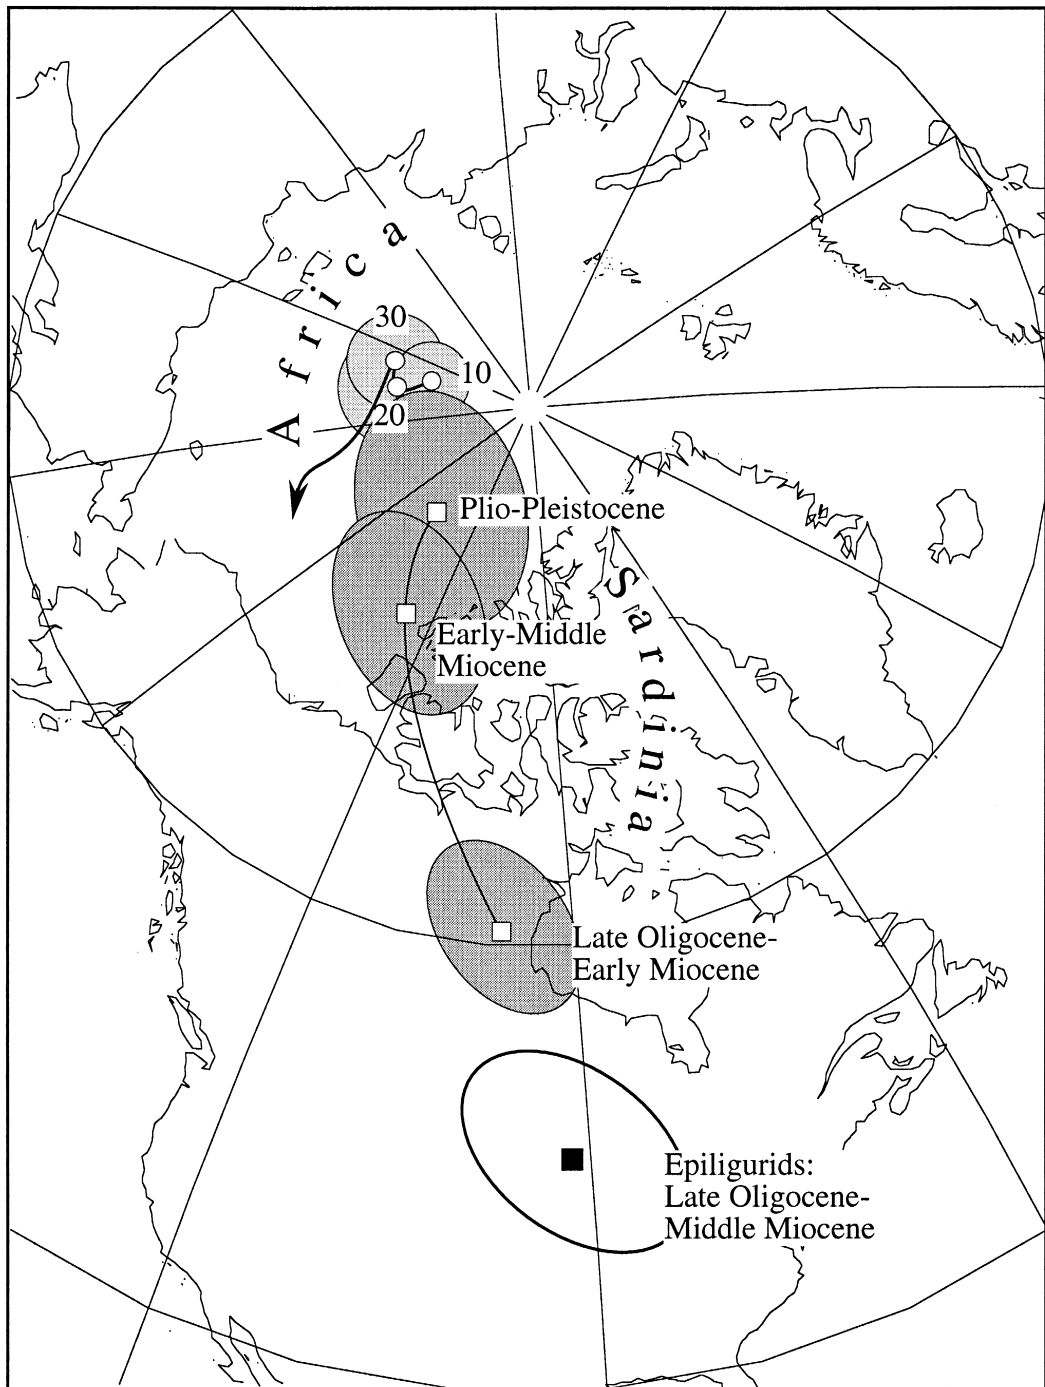 Africa
30
10
20
Plio-Pleistocene
Sardinia
Early-Middle
Miocene
Late Oligocene-
Early Miocene
Epiligurids:
Late Oligocene-
Middle Miocene